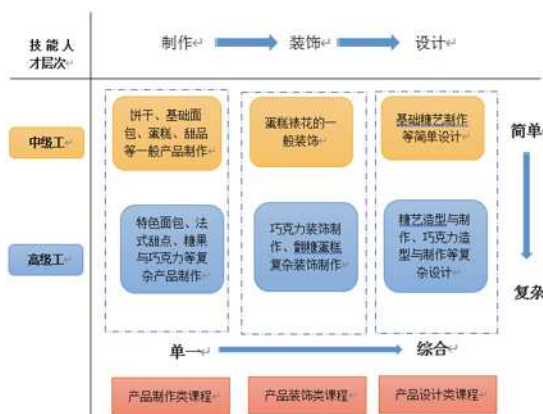 技能人
才层次
制作
装饰
设计
中级工
饼干、基础面
包、蛋糕、甜品
等一般产品制作
蛋糕裱花的一
般装饰
基础糖艺制作
等简单设计
简单
高级工
特色面包、法
式甜点、糖果
与巧克力等复
杂产品制作
巧克力装饰制
作、翻糖蛋糕
复杂装饰制作
糖艺造型与制
作、巧克力造
型与制作等复
杂设计
复杂
单一
综合
产品制作类课程
产品装饰类课程
产品设计类课程